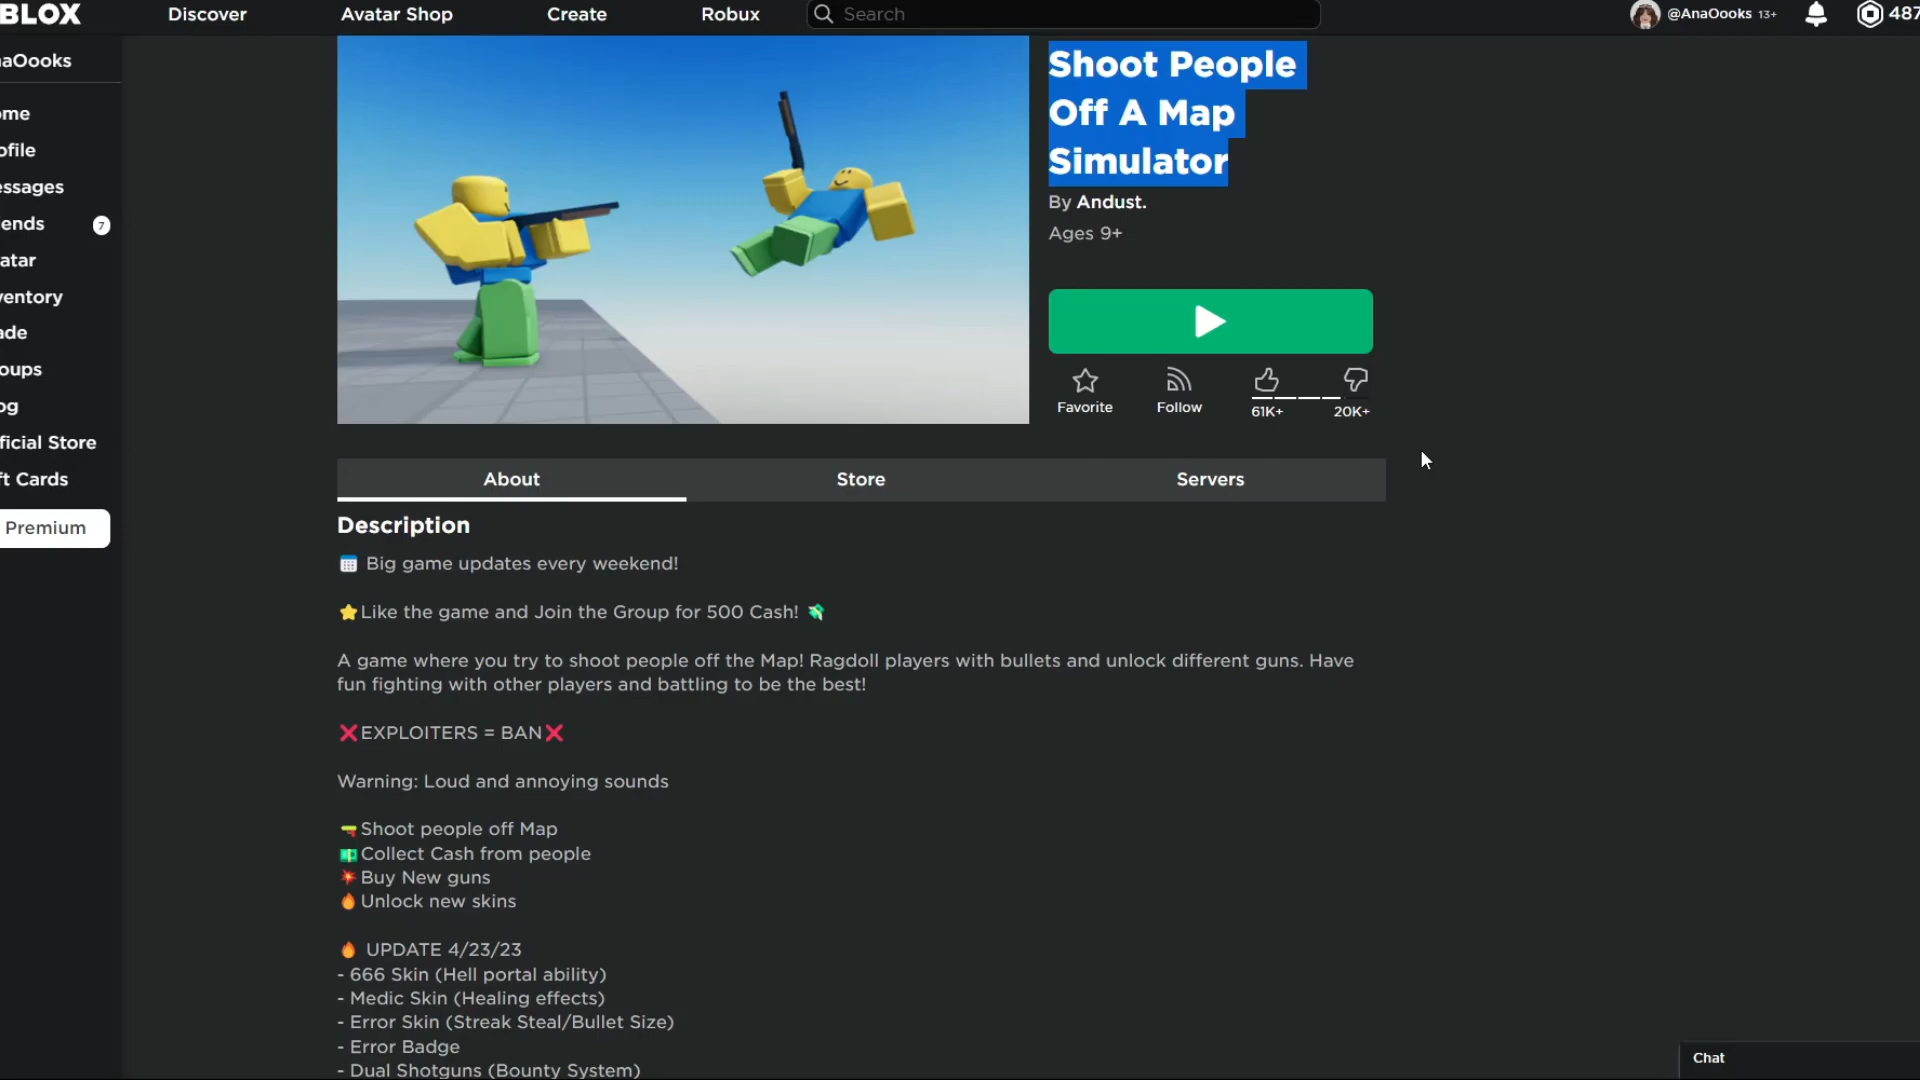 BLOX
Discover
Avatar Shop
Create
Robux
Search
@AnaOooks 13+
487
naOooks
ome
ofile
essages
iends
7
atar
ventory
ade
oups
og
ficial Store
ft Cards
Premium
Shoot People
Off A Map
Simulator
By Andust.
Ages 9+
Favorite
Follow
61K+
20K+
About
Store
Servers
Description
Big game updates every weekend!
Like the game and Join the Group for 500 Cash!
A game where you try to shoot people off the Map! Ragdoll players with bullets and unlock different guns. Have
fun fighting with other players and battling to be the best!
❌EXPLOITERS = BAN❌
Warning: Loud and annoying sounds
Shoot people off Map
Collect Cash from people
Buy New guns
Unlock new skins
UPDATE 4/23/23
- 666 Skin (Hell portal ability)
- Medic Skin (Healing effects)
- Error Skin (Streak Steal/Bullet Size)
- Error Badge
- Dual Shotguns (Bounty System)
Chat